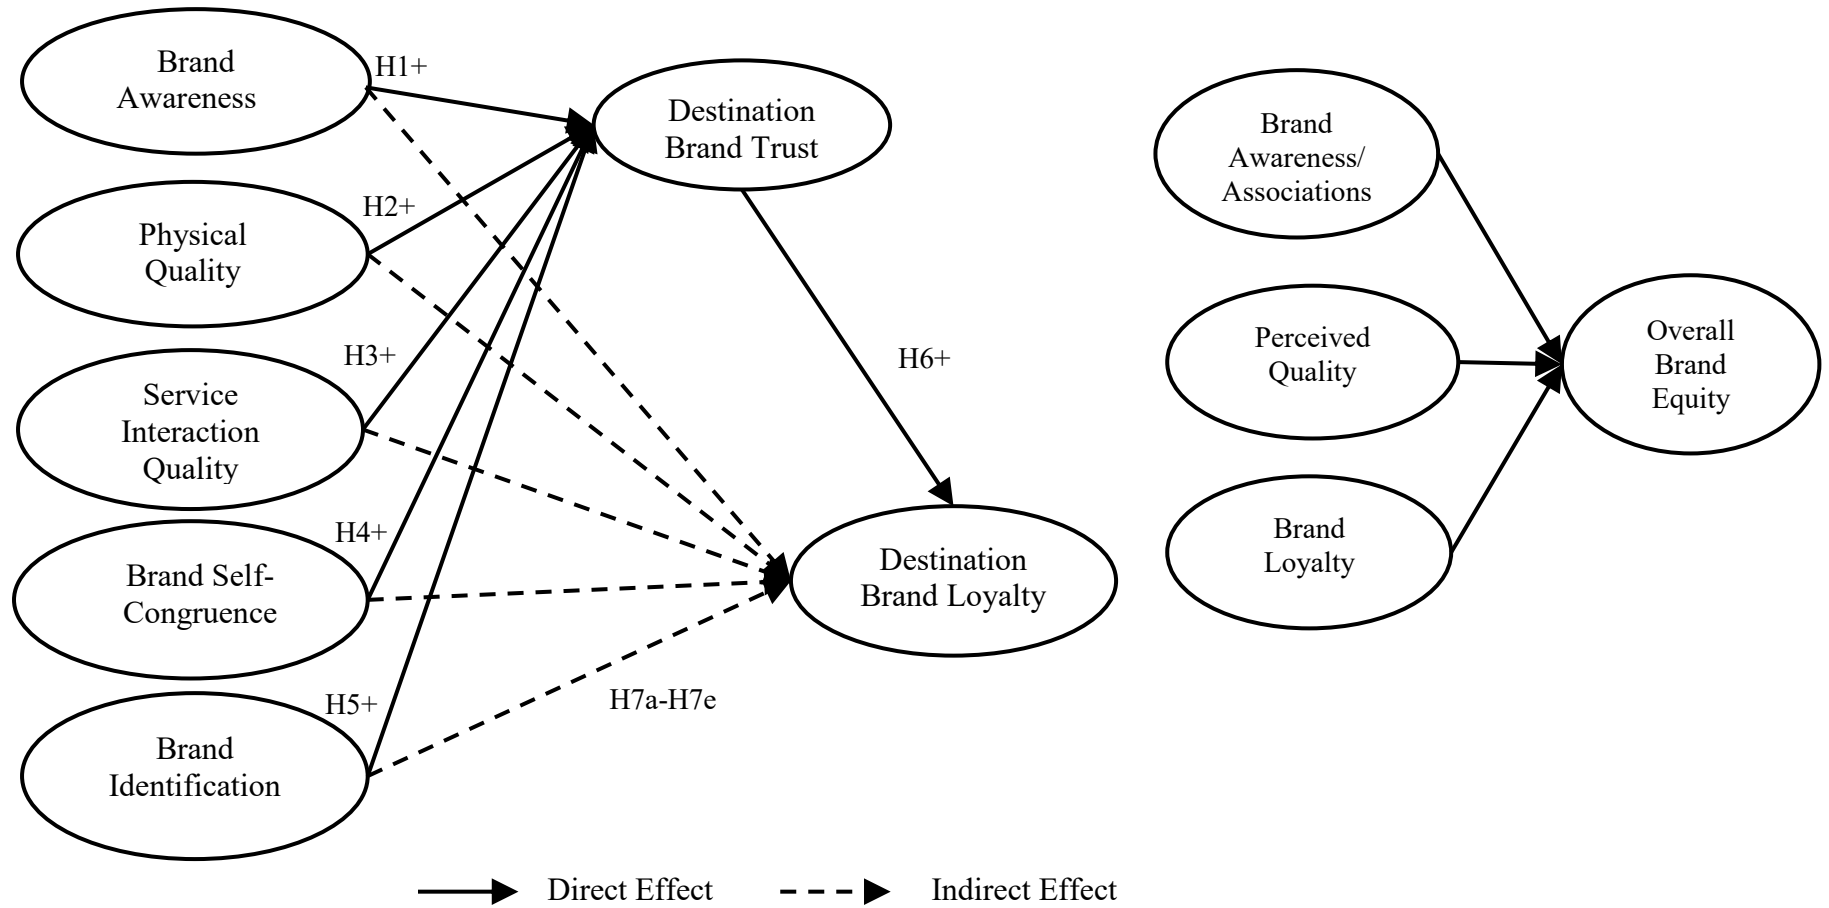 Brand
Awareness
H1+
Destination
Brand Trust
Physical
Quality
H2+
Service
Interaction
Quality
H3+
H6+
Brand Self-
Congruence
H4+
Destination
Brand Loyalty
Brand
Identification
H5+
H7a-H7e
Direct Effect
Indirect Effect
Brand
Awareness/
Associations
Perceived
Quality
Brand
Loyalty
Overall
Brand
Equity